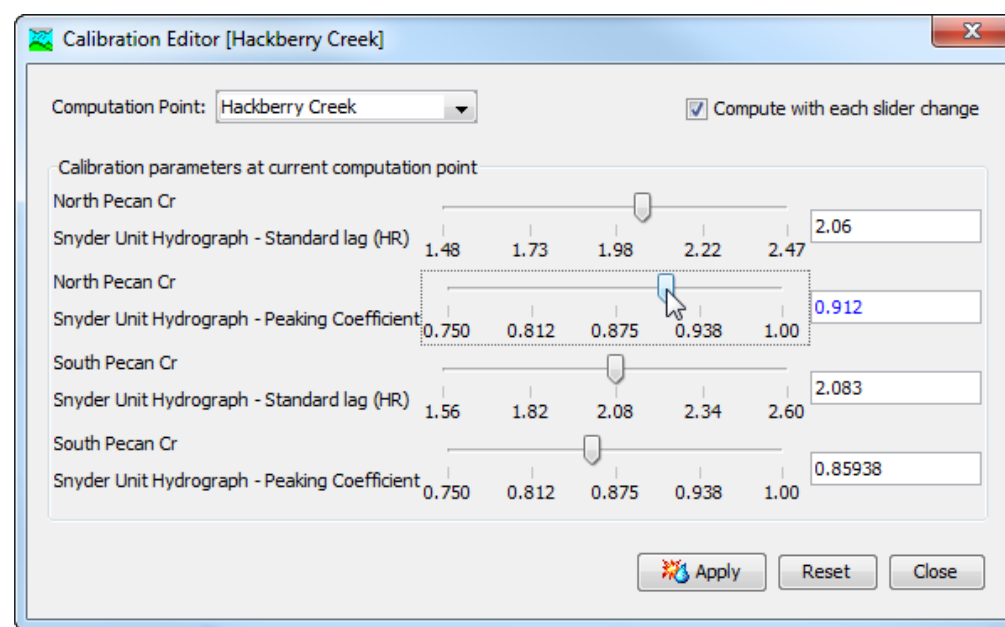 Calibration Editor [Hackberry Creek]
Computation Point: Hackberry Creek Compute with each slider change
Calibration parameters at current computation point
North Pecan Cr
Snyder Unit Hydrograph - Standard lag (HR) 1.48 1.73 1.98 2.22 2.47 2.06
North Pecan Cr
Snyder Unit Hydrograph - Peaking Coefficient 0.750 0.812 0.875 0.938 1.00 0.912
South Pecan Cr
Snyder Unit Hydrograph - Standard lag (HR) 1.56 1.82 2.08 2.34 2.60 2.083
South Pecan Cr
Snyder Unit Hydrograph - Peaking Coefficient 0.750 0.812 0.875 0.938 1.00 0.85938
Apply Reset Close